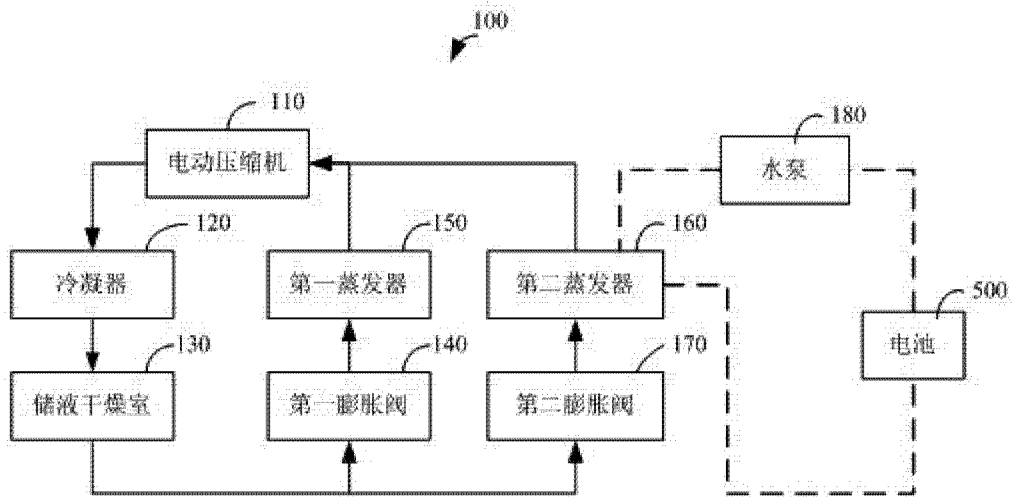 100
110
电动压缩机
180
水泵
120
冷凝器
150
第一蒸发器
160
第二蒸发器
500
电池
130
储液干燥室
140
第一膨胀阀
170
第二膨胀阀